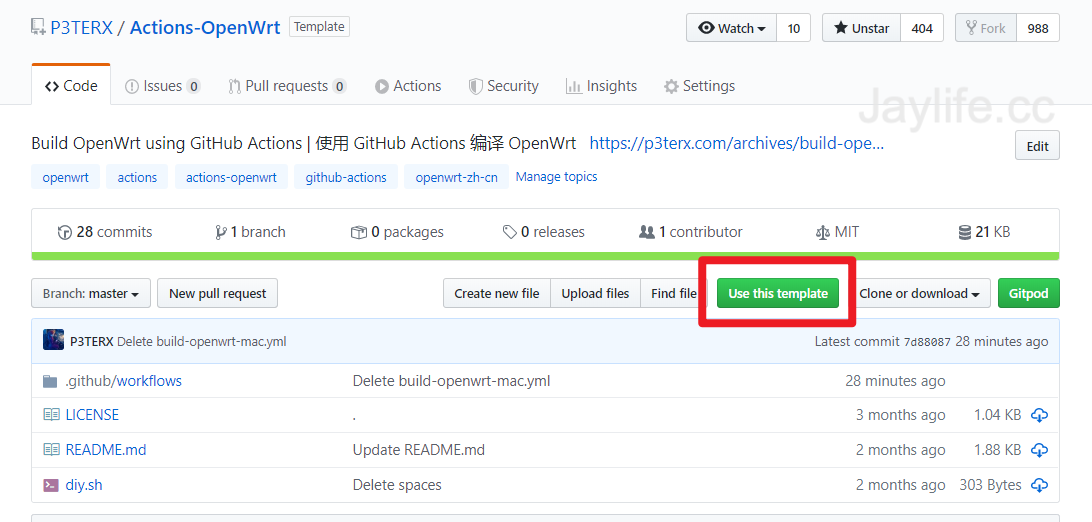 P3TERX / Actions-OpenWrt Template Watch 10 Unstar 404 Fork 988
Code Issues 0 Pull requests 0 Actions Security Insights Settings
Jaylife.cc
Build OpenWrt using GitHub Actions | 使用 GitHub Actions 编译 OpenWrt https://p3terx.com/archives/build-ope... Edit
openwrt actions actions-openwrt github-actions openwrt-zh-cn Manage topics
28 commits 1 branch 0 packages 0 releases 1 contributor MIT 21 KB
Branch: master New pull request Create new file Upload files Find file Use this template Clone or download Gitpod
P3TERX Delete build-openwrt-mac.yml Latest commit 7d88087 28 minutes ago
.github/workflows Delete build-openwrt-mac.yml 28 minutes ago
LICENSE . 3 months ago 1.04 KB
README.md Update README.md 2 months ago 1.88 KB
diy.sh Delete spaces 2 months ago 303 Bytes